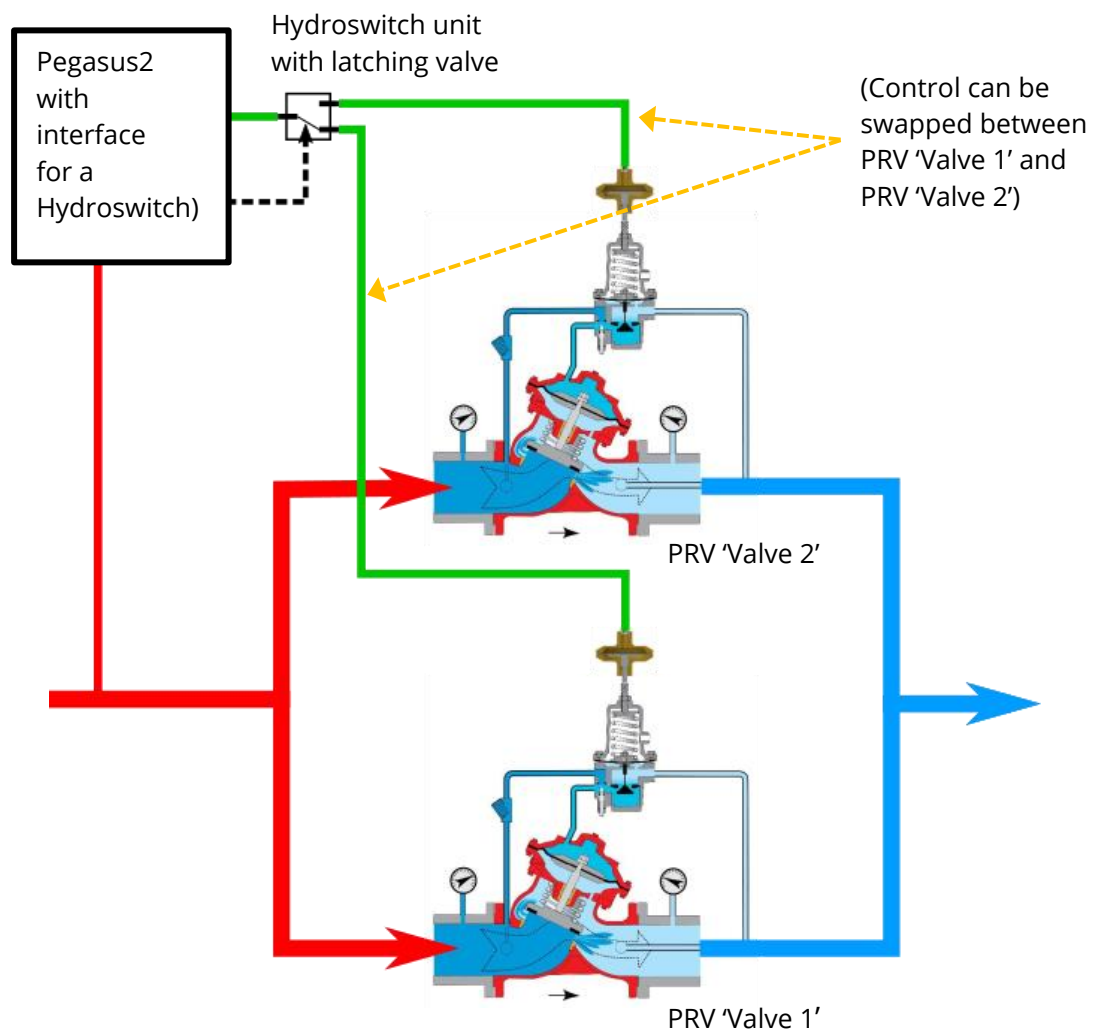 Pegasus2
with
interface
for a
Hydroswitch)
Hydroswitch unit
with latching valve
(Control can be
swapped between
PRV ‘Valve 1’ and
PRV ‘Valve 2’)
PRV ‘Valve 2’
PRV ‘Valve 1’